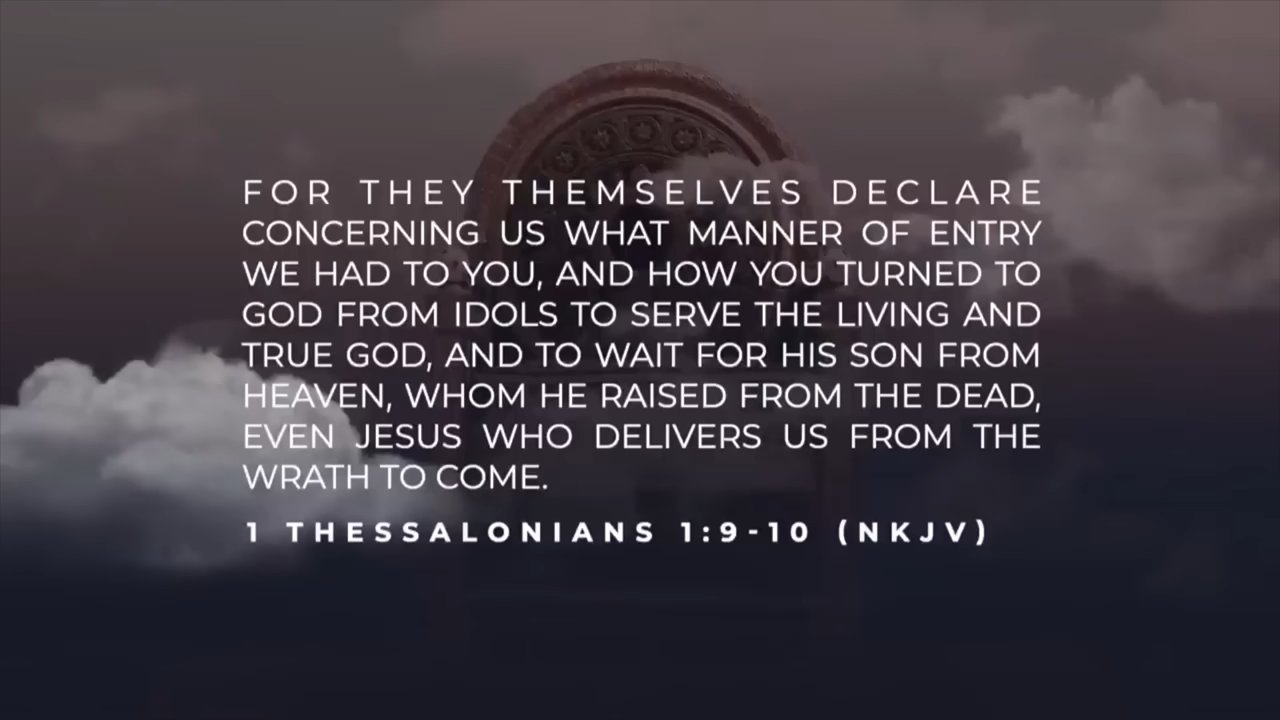 FOR THEY THEMSELVES DECLARE
CONCERNING US WHAT MANNER OF ENTRY
WE HAD TO YOU, AND HOW YOU TURNED TO
GOD FROM IDOLS TO SERVE THE LIVING AND
TRUE GOD, AND TO WAIT FOR HIS SON FROM
HEAVEN, WHOM HE RAISED FROM THE DEAD,
EVEN JESUS WHO DELIVERS US FROM THE
WRATH TO COME.
1 THESSALONIANS 1:9-10 (NKJV)